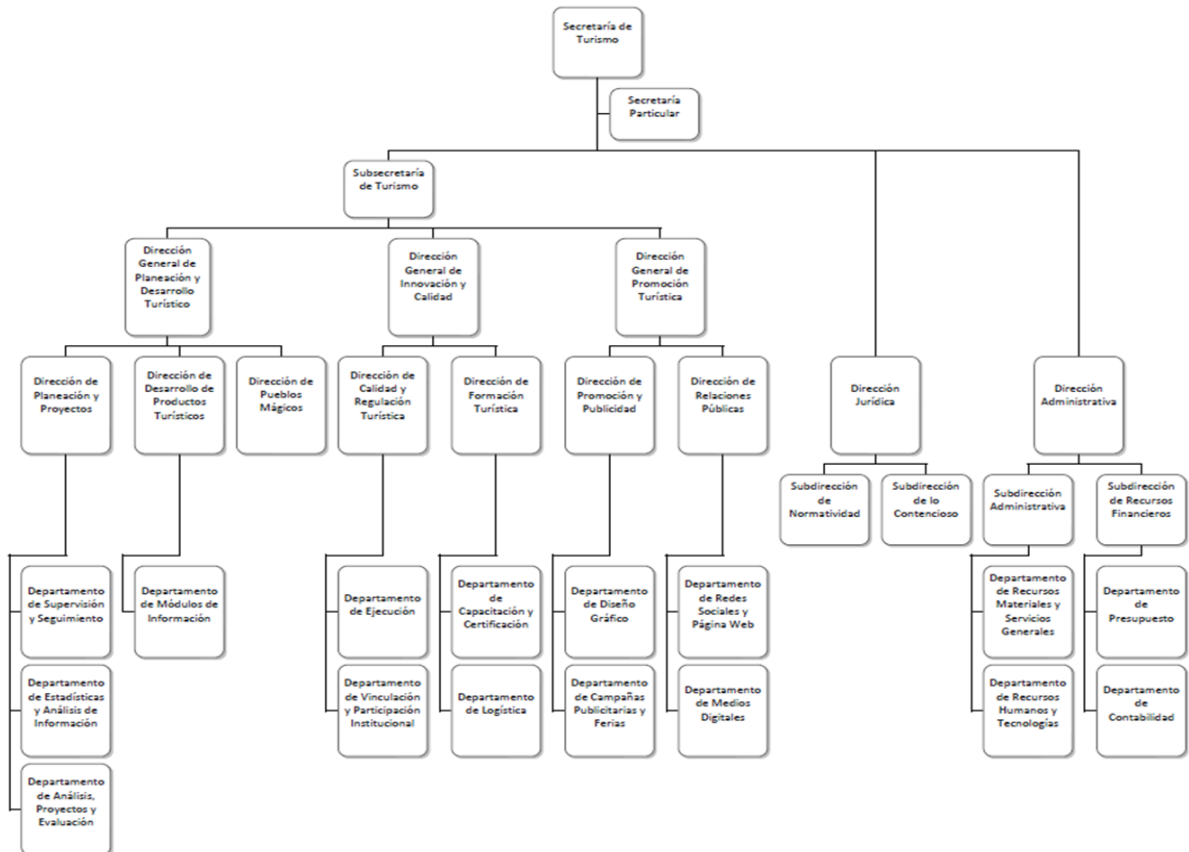 Secretaría de
Turismo
Secretaría
Particular
Subsecretaría
de Turismo
Dirección
General de
Planeación y
Desarrollo
Turístico
Dirección
General de
Innovación y
Calidad
Dirección
General de
Promoción
Turística
Dirección de
Planeación y
Proyectos
Dirección de
Desarrollo de
Productos
Turísticos
Dirección de
Pueblos
Mágicos
Dirección de
Calidad y
Regulación
Turística
Dirección de
Formación
Turística
Dirección de
Promoción y
Publicidad
Dirección de
Relaciones
Públicas
Dirección
Jurídica
Dirección
Administrativa
Subdirección
de
Normatividad
Subdirección
de lo
Contencioso
Subdirección
Administrativa
Subdirección
de Recursos
Financieros
Departamento
de Supervisión
y Seguimiento
Departamento
de Módulos de
Información
Departamento
de Ejecución
Departamento
de
Capacitación y
Certificación
Departamento
de Diseño
Gráfico
Departamento
de Redes
Sociales y
Página Web
Departamento
de Recursos
Materiales y
Servicios
Generales
Departamento
de
Presupuesto
Departamento
de Estadísticas
y Análisis de
Información
Departamento
de Vinculación
y Participación
Institucional
Departamento
de Logística
Departamento
de Campañas
Publicitarias y
Ferias
Departamento
de Medios
Digitales
Departamento
de Recursos
Humanos y
Tecnologías
Departamento
de
Contabilidad
Departamento
de Análisis,
Proyectos y
Evaluación